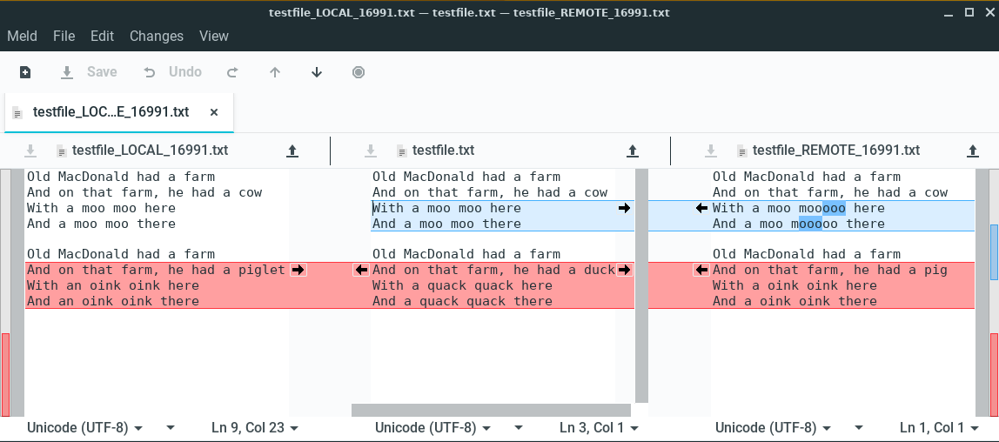 testfile_LOCAL_16991.txt — testfile.txt — testfile_REMOTE_16991.txt
Meld File Edit Changes View
Save Undo
testfile_LOC…E_16991.txt ×
testfile_LOCAL_16991.txt
Old MacDonald had a farm
And on that farm, he had a cow
With a moo moo here
And a moo moo there
Old MacDonald had a farm
And on that farm, he had a piglet
With an oink oink here
And an oink oink there
Unicode (UTF-8) Ln 9, Col 23
testfile.txt
Old MacDonald had a farm
And on that farm, he had a cow
With a moo moo here
And a moo moo there
Old MacDonald had a farm
And on that farm, he had a duck
With a quack quack here
And a quack quack there
Unicode (UTF-8) Ln 3, Col 1
testfile_REMOTE_16991.txt
Old MacDonald had a farm
And on that farm, he had a cow
With a moo mooooo here
And a moo mooooo there
Old MacDonald had a farm
And on that farm, he had a pig
With a oink oink here
And a oink oink there
Unicode (UTF-8) Ln 1, Col 1